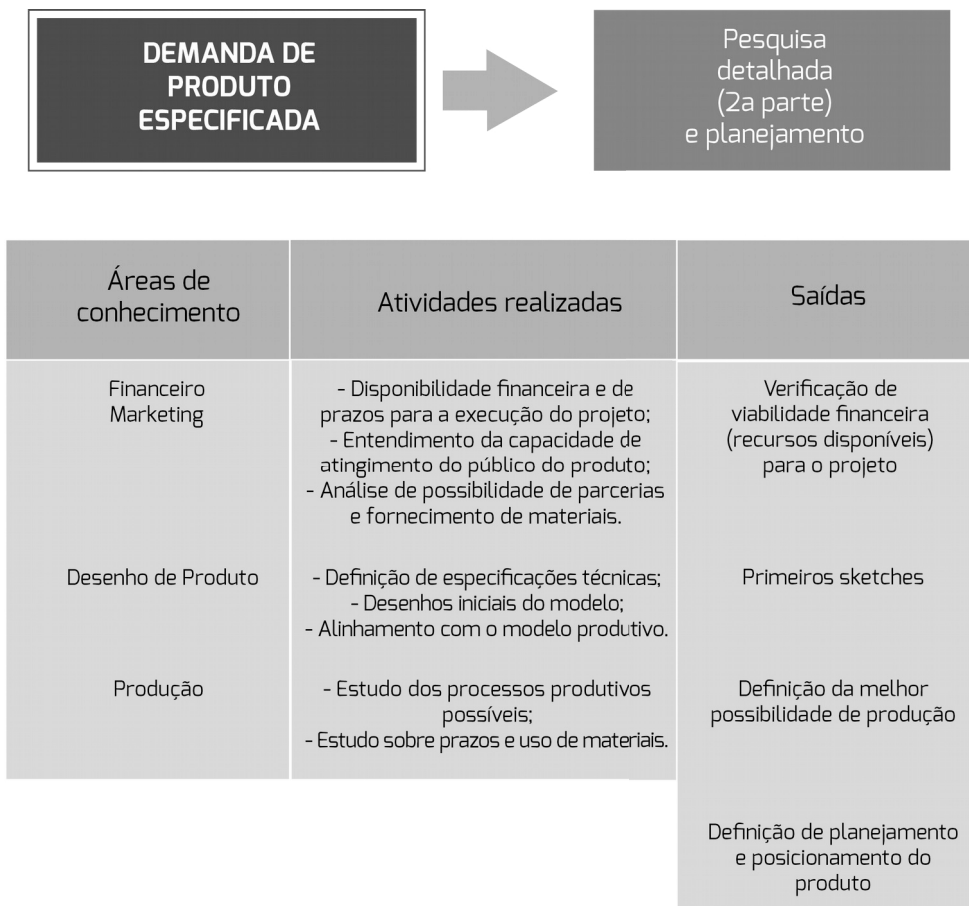 DEMANDA DE
PRODUTO
ESPECIFICADA
Pesquisa
detalhada
(2a parte)
e planejamento
Áreas de
conhecimento
Atividades realizadas
Saídas
Financeiro
Marketing
- Disponibilidade financeira e de
prazos para a execução do projeto;
- Entendimento da capacidade de
atingimento do público do produto;
- Análise de possibilidade de parcerias
e fornecimento de materiais.
Verificação de
viabilidade financeira
(recursos disponíveis)
para o projeto
Desenho de Produto
- Definição de especificações técnicas;
- Desenhos iniciais do modelo;
- Alinhamento com o modelo produtivo.
Primeiros sketches
Produção
- Estudo dos processos produtivos
possíveis;
- Estudo sobre prazos e uso de materiais.
Definição da melhor
possibilidade de produção
Definição de planejamento
e posicionamento do
produto